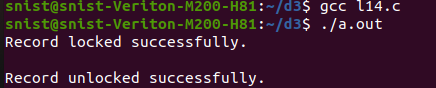 snist@snist-Veriton-M200-H81:~/d3$ gcc l14.c
snist@snist-Veriton-M200-H81:~/d3$ ./a.out
Record locked successfully.
Record unlocked successfully.